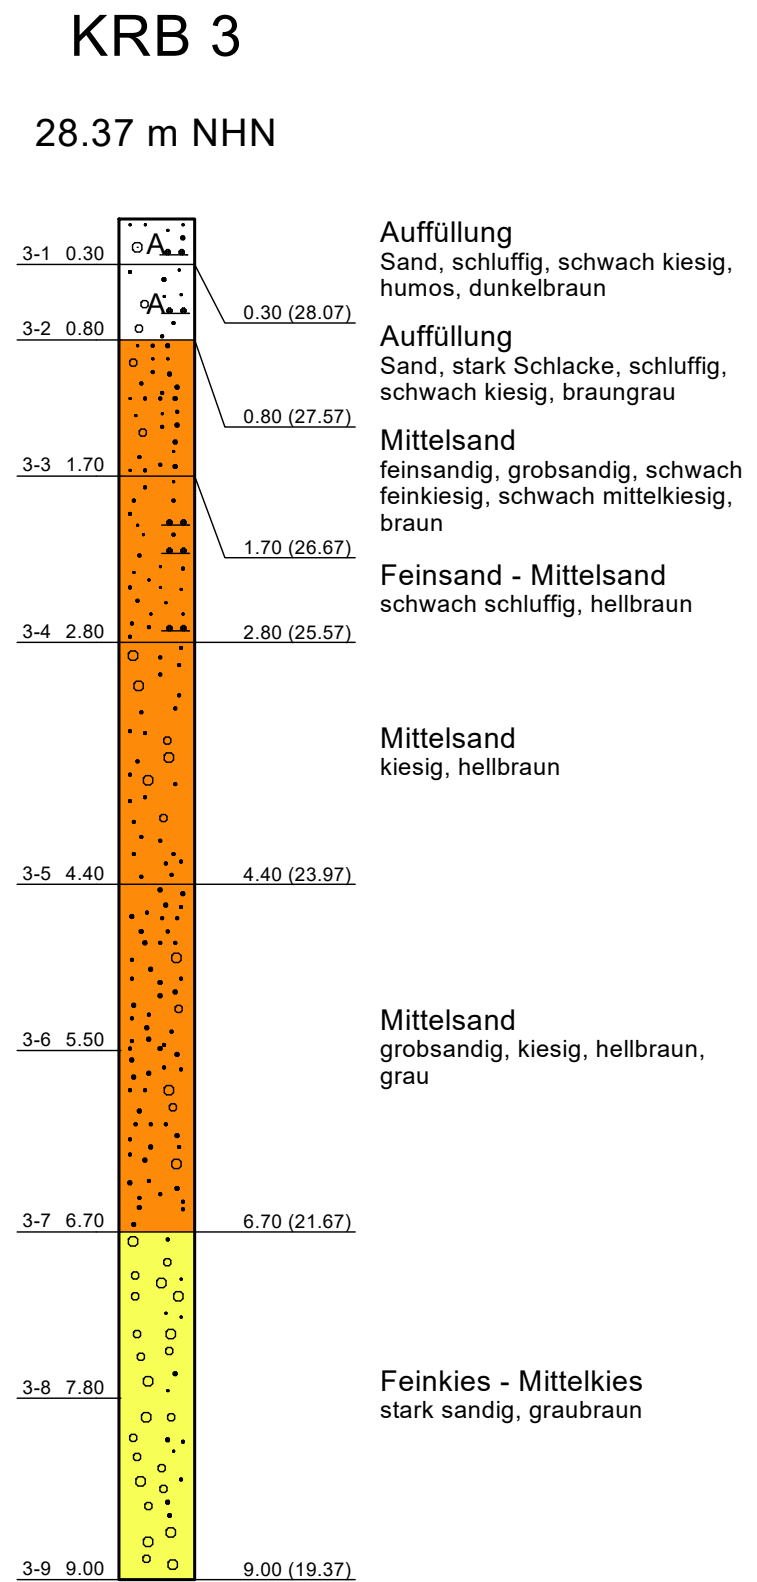 KRB 3
28.37 m NHN
Auffüllung
Sand, schluffig, schwach kiesig,
humos, dunkelbraun
A
3-1 0.30
0.30 (28.07)
A
3-2 0.80
Auffüllung
Sand, stark Schlacke, schluffig,
schwach kiesig, braungrau
0.80 (27.57)
Mittelsand
feinsandig, grobsandig, schwach
feinkiesig, schwach mittelkiesig,
braun
3-3 1.70
1.70 (26.67)
Feinsand - Mittelsand
schwach schluffig, hellbraun
3-4 2.80
2.80 (25.57)
Mittelsand
kiesig, hellbraun
3-5 4.40
4.40 (23.97)
Mittelsand
grobsandig, kiesig, hellbraun,
grau
3-6 5.50
3-7 6.70
6.70 (21.67)
Feinkies - Mittelkies
stark sandig, graubraun
3-8 7.80
3-9 9.00
9.00 (19.37)